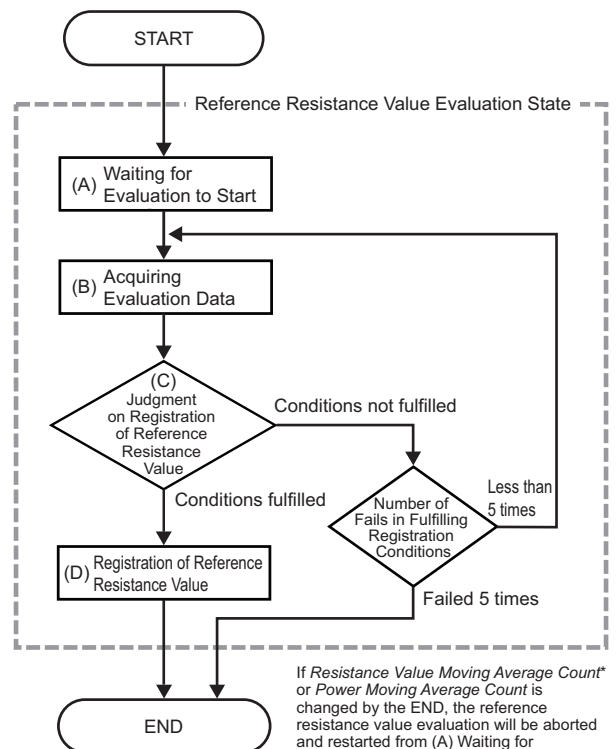 START
Reference Resistance Value Evaluation State
(A) Waiting for
Evaluation to Start
(B) Acquiring
Evaluation Data
(C)
Judgment
on Registration
of Reference
Resistance
Value
Conditions not fulfilled
Conditions fulfilled
Number of
Fails in Fulfilling
Registration
Conditions
Less than
5 times
(D) Registration of Reference
Resistance Value
Failed 5 times
END
If Resistance Value Moving Average Count*
or Power Moving Average Count is
changed by the END, the reference
resistance value evaluation will be aborted
and restarted from (A) Waiting for